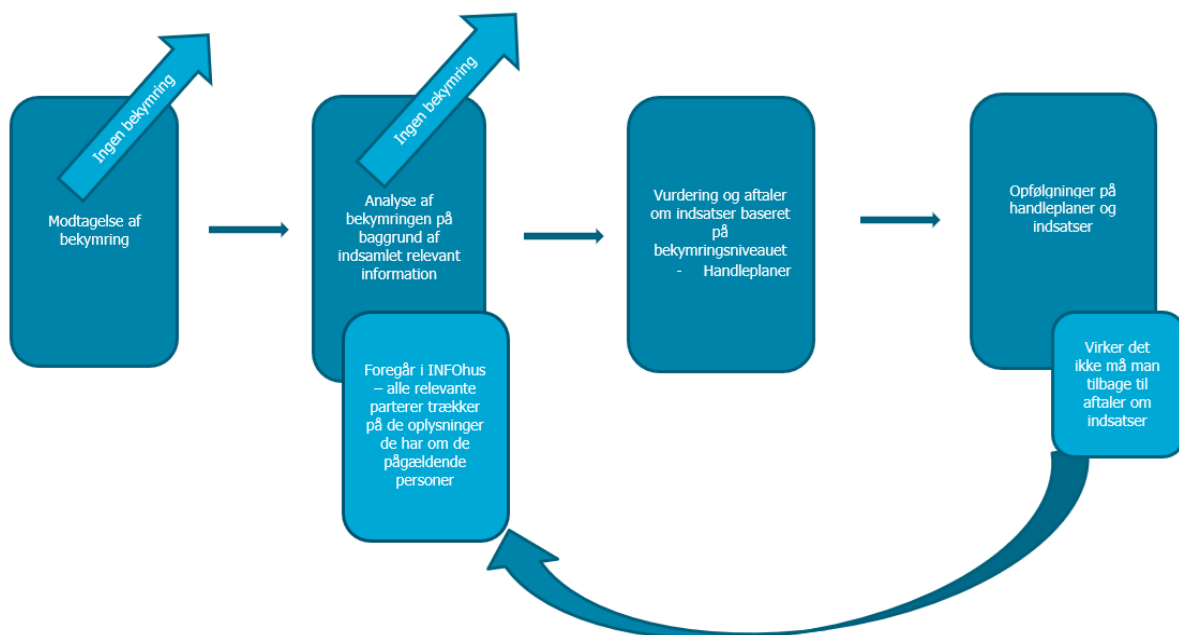 Ingen bekymring
Modtagelse af
bekymring
Ingen bekymring
Analyse af
bekymringen på
baggrund af
indsamlet relevant
information
Foregår i INFOhus
– alle relevante
parterer trækker
på de oplysninger
de har om de
pågældende
personer
Vurdering og aftaler
om indsatser baseret
på
bekymringsniveauet
- Handleplaner
Opfølgninger på
handleplaner og
indsatser
Virker det
ikke må man
tilbage til
aftaler om
indsatser